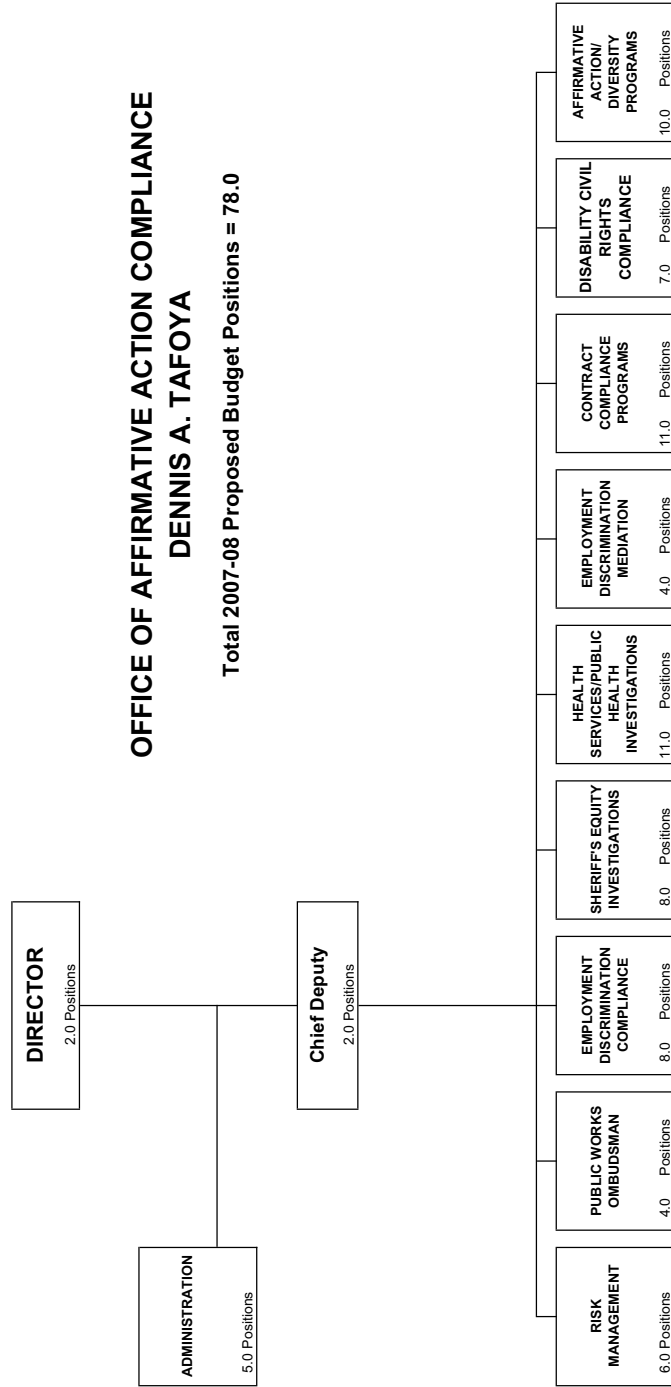 OFFICE OF AFFIRMATIVE ACTION COMPLIANCE
DENNIS A. TAFOYA
Total 2007-08 Proposed Budget Positions = 78.0
DIRECTOR
2.0 Positions
ADMINISTRATION
5.0 Positions
Chief Deputy
2.0 Positions
RISK
MANAGEMENT
6.0 Positions
PUBLIC WORKS
OMBUDSMAN
4.0 Positions
EMPLOYMENT
DISCRIMINATION
COMPLIANCE
8.0 Positions
SHERIFF'S EQUITY
INVESTIGATIONS
8.0 Positions
HEALTH
SERVICES/PUBLIC
HEALTH
INVESTIGATIONS
11.0 Positions
EMPLOYMENT
DISCRIMINATION
MEDIATION
4.0 Positions
CONTRACT
COMPLIANCE
PROGRAMS
11.0 Positions
DISABILITY CIVIL
RIGHTS
COMPLIANCE
7.0 Positions
AFFIRMATIVE
ACTION/
DIVERSITY
PROGRAMS
10.0 Positions